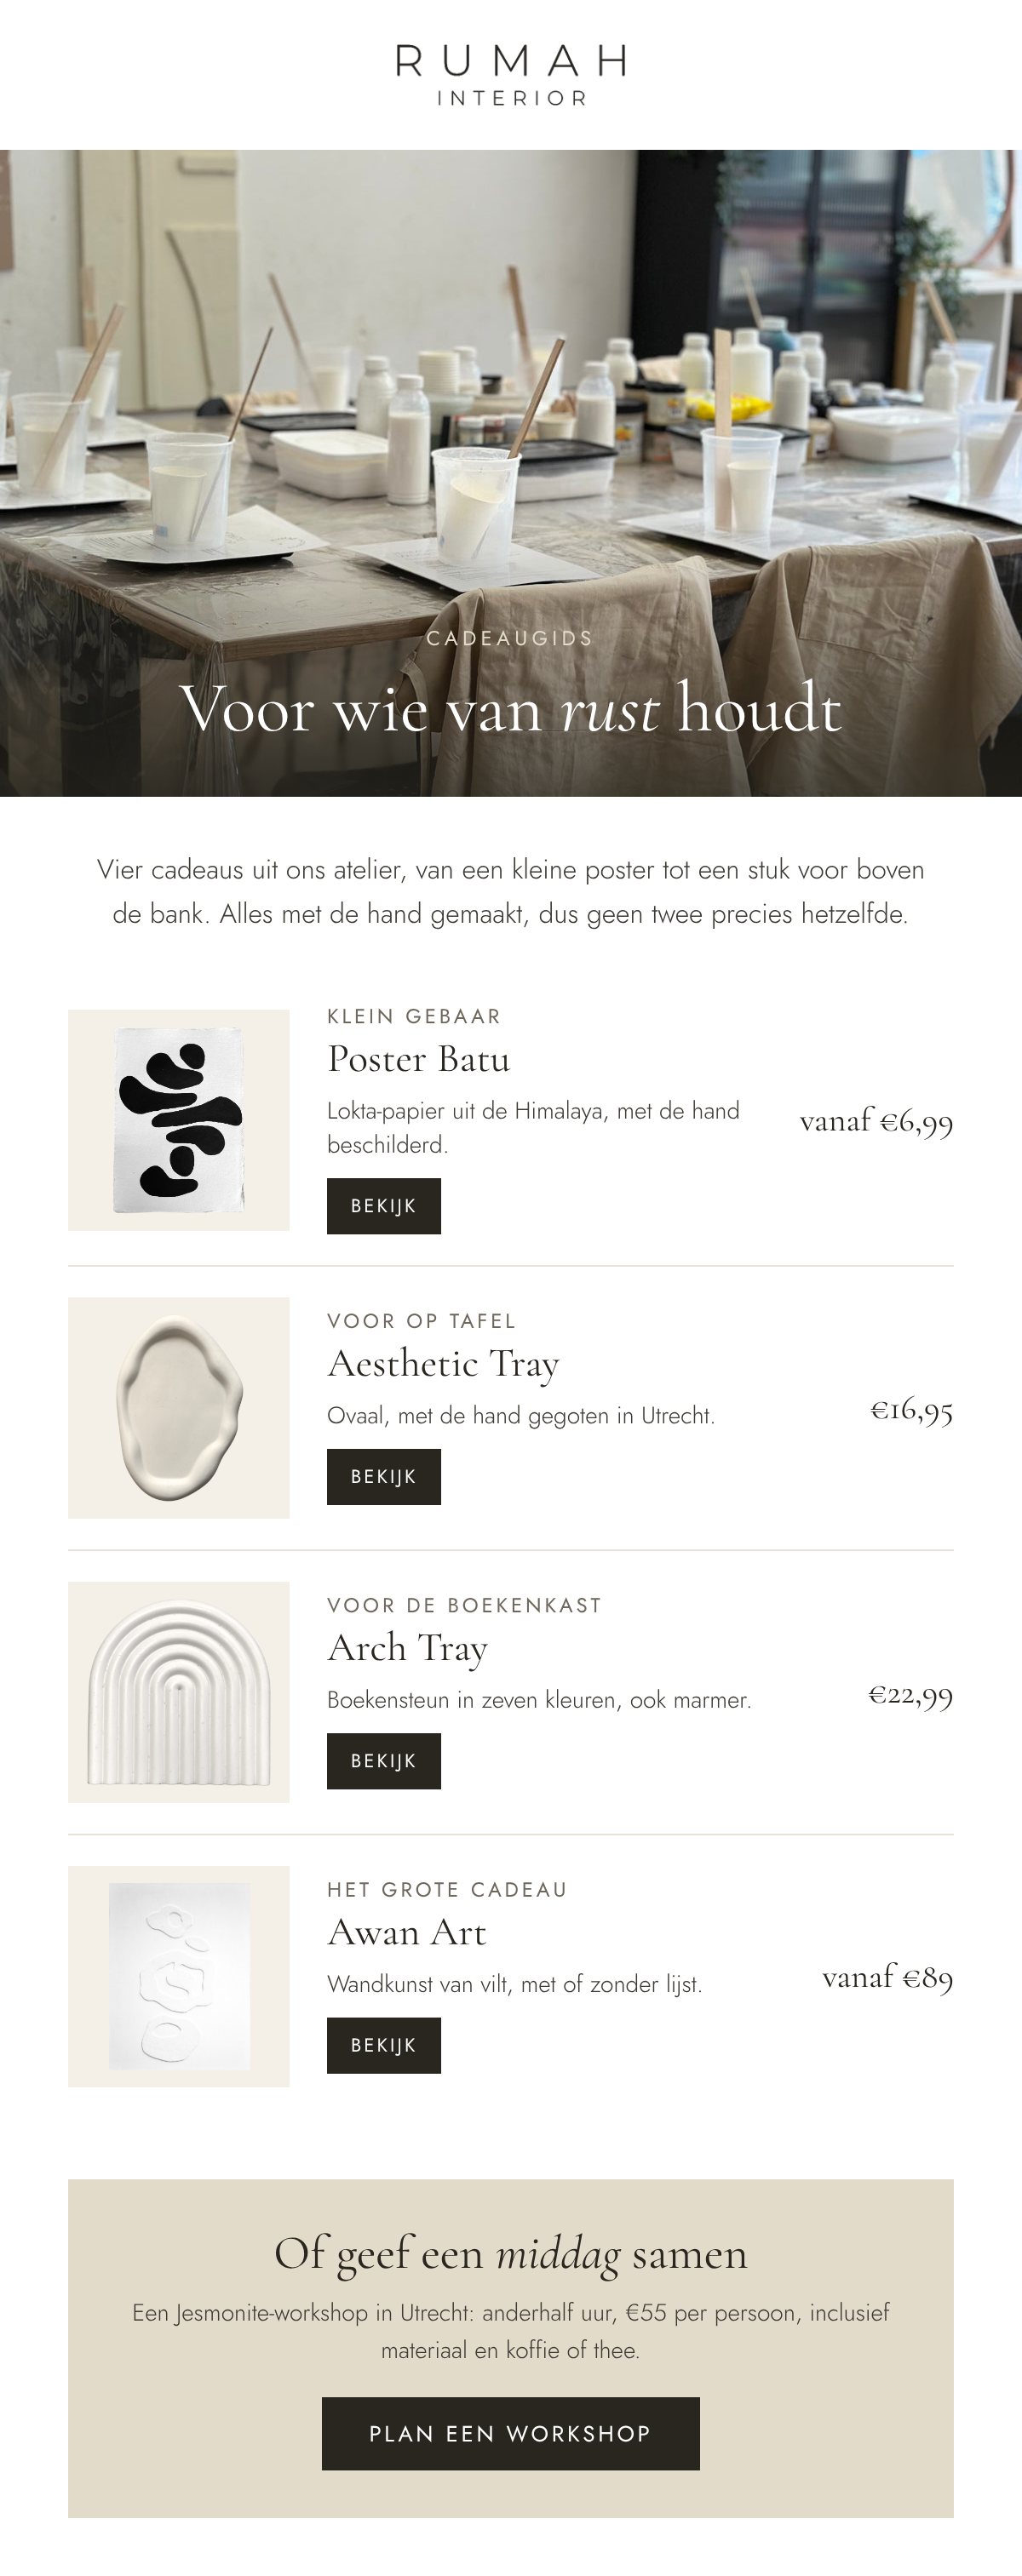 RUMAH
INTERIOR
CADEAUGIDS
Voor wie van rust houdt
Vier cadeaus uit ons atelier, van een kleine poster tot een stuk voor boven
de bank. Alles met de hand gemaakt, dus geen twee precies hetzelfde.
KLEIN GEBAAR
Poster Batu
Lokta-papier uit de Himalaya, met de hand
beschilderd.
vanaf €6,99
BEKIJK
VOOR OP TAFEL
Aesthetic Tray
Ovaal, met de hand gegoten in Utrecht.
€16,95
BEKIJK
VOOR DE BOEKENKAST
Arch Tray
Boekensteun in zeven kleuren, ook marmer.
€22,99
BEKIJK
HET GROTE CADEAU
Awan Art
Wandkunst van vilt, met of zonder lijst.
vanaf €89
BEKIJK
Of geef een middag samen
Een Jesmonite-workshop in Utrecht: anderhalf uur, €55 per persoon, inclusief
materiaal en koffie of thee.
PLAN EEN WORKSHOP